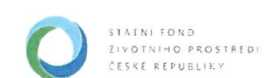 STÁTNÍ FOND
ŽIVOTNÍHO PROSTŘEDÍ
ČESKÉ REPUBLIKY